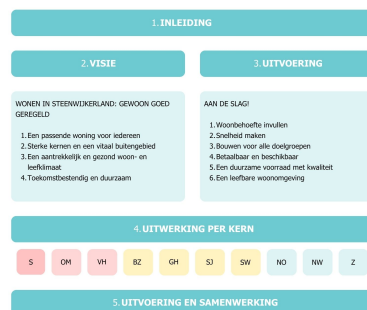 1. INLEIDING
2. VISIE
3. UITVOERING
WONEN IN STEENWIJKERLAND: GEWOON GOED
GEREGELD
1. Een passende woning voor iedereen
2. Sterke kernen en een vitaal buitengebied
3. Een aantrekkelijk en gezond woon- en
leefklimaat
4. Toekomstbestendig en duurzaam
AAN DE SLAG!
1. Woonbehoefte invullen
2. Snelheid maken
3. Bouwen voor alle doelgroepen
4. Betaalbaar en beschikbaar
5. Een duurzame voorraad met kwaliteit
6. Een leefbare woonomgeving
4. UITWERKING PER KERN
S OM VH BZ GH SJ SW NO NW Z
5. UITVOERING EN SAMENWERKING